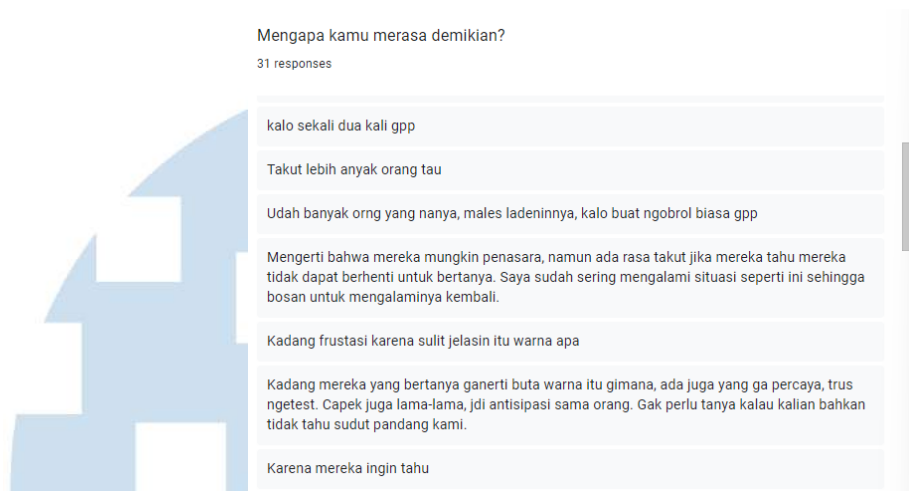 Mengapa kamu merasa demikian?
31 responses
kalo sekali dua kali gpp
Takut lebih anyak orang tau
Udah banyak orng yang nanya, males ladeninnya, kalo buat ngobrol biasa gpp
Mengerti bahwa mereka mungkin penasara, namun ada rasa takut jika mereka tahu mereka
tidak dapat berhenti untuk bertanya. Saya sudah sering mengalami situasi seperti ini sehingga
bosan untuk mengalaminya kembali.
Kadang frustasi karena sulit jelasin itu warna apa
Kadang mereka yang bertanya ganerti buta warna itu gimana, ada juga yang ga percaya, trus
ngetest. Capek juga lama-lama, jdi antisipasi sama orang. Gak perlu tanya kalau kalian bahkan
tidak tahu sudut pandang kami.
Karena mereka ingin tahu